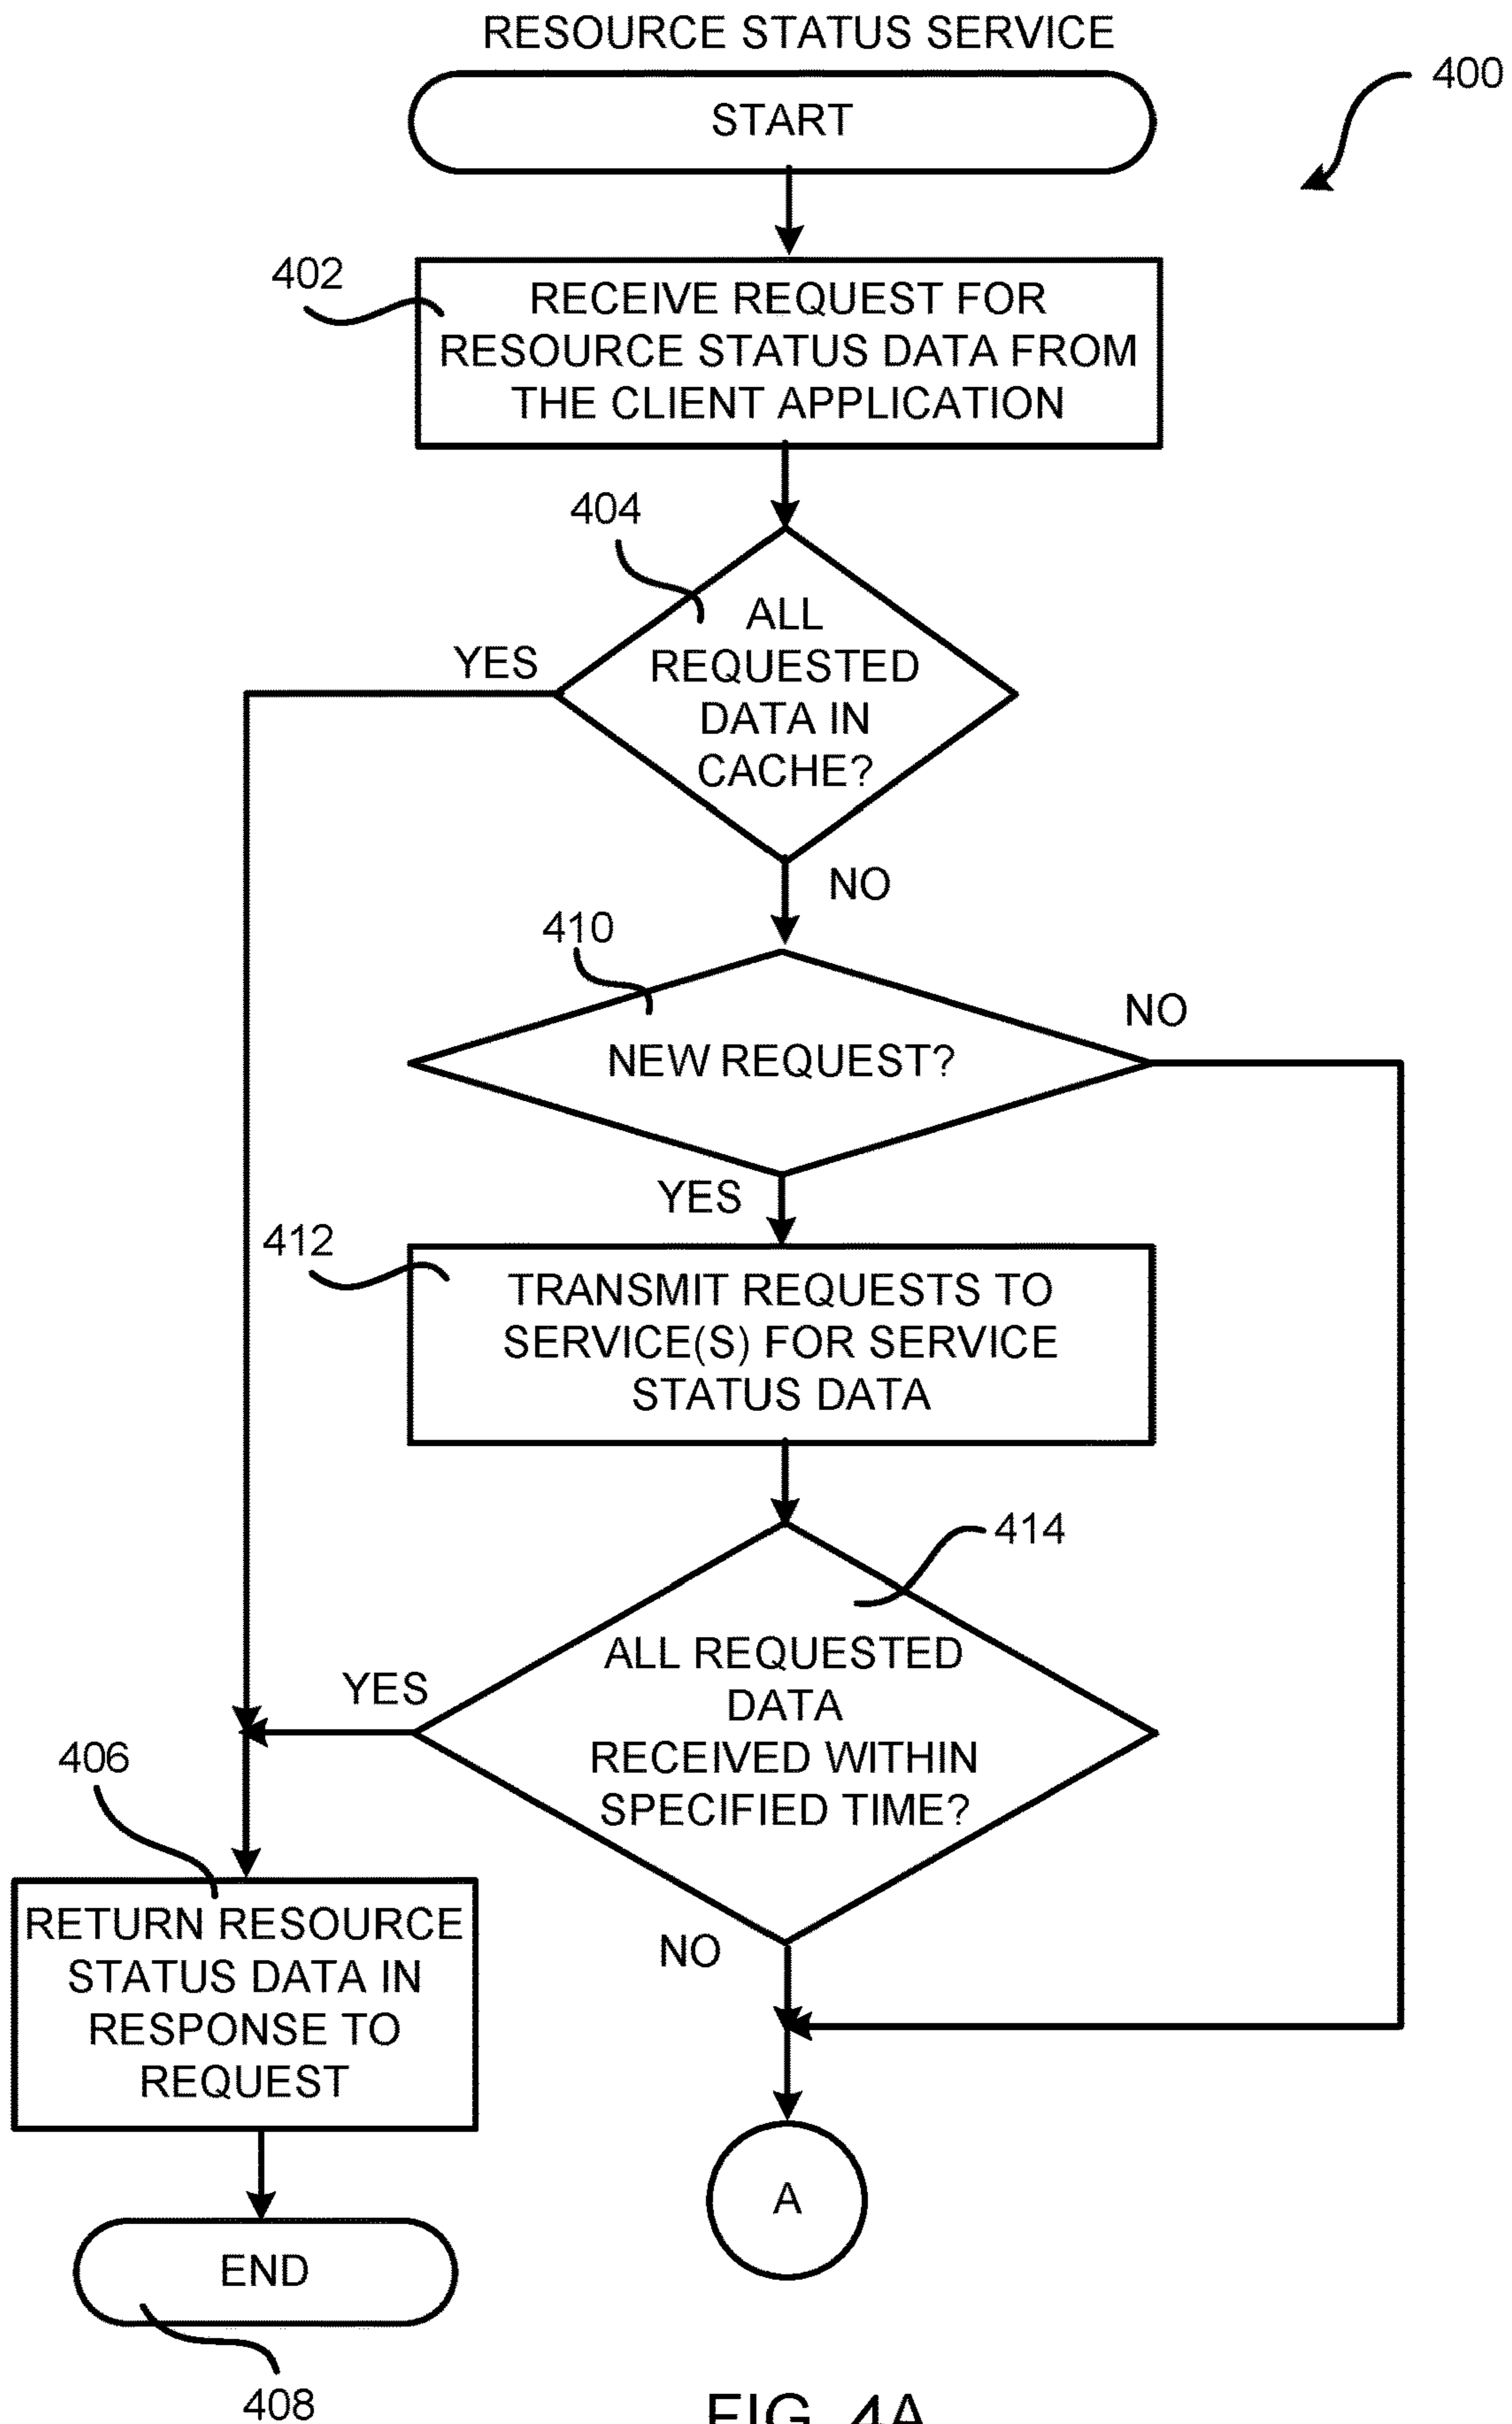 RESOURCE STATUS SERVICE
START
400
402
RECEIVE REQUEST FOR
RESOURCE STATUS DATA FROM
THE CLIENT APPLICATION
404
ALL
REQUESTED
DATA IN
CACHE?
YES
NO
410
NEW REQUEST?
NO
YES
412
TRANSMIT REQUESTS TO
SERVICE(S) FOR SERVICE
STATUS DATA
414
ALL REQUESTED
DATA
RECEIVED WITHIN
SPECIFIED TIME?
YES
NO
406
RETURN RESOURCE
STATUS DATA IN
RESPONSE TO
REQUEST
A
END
408
FIG. 4A